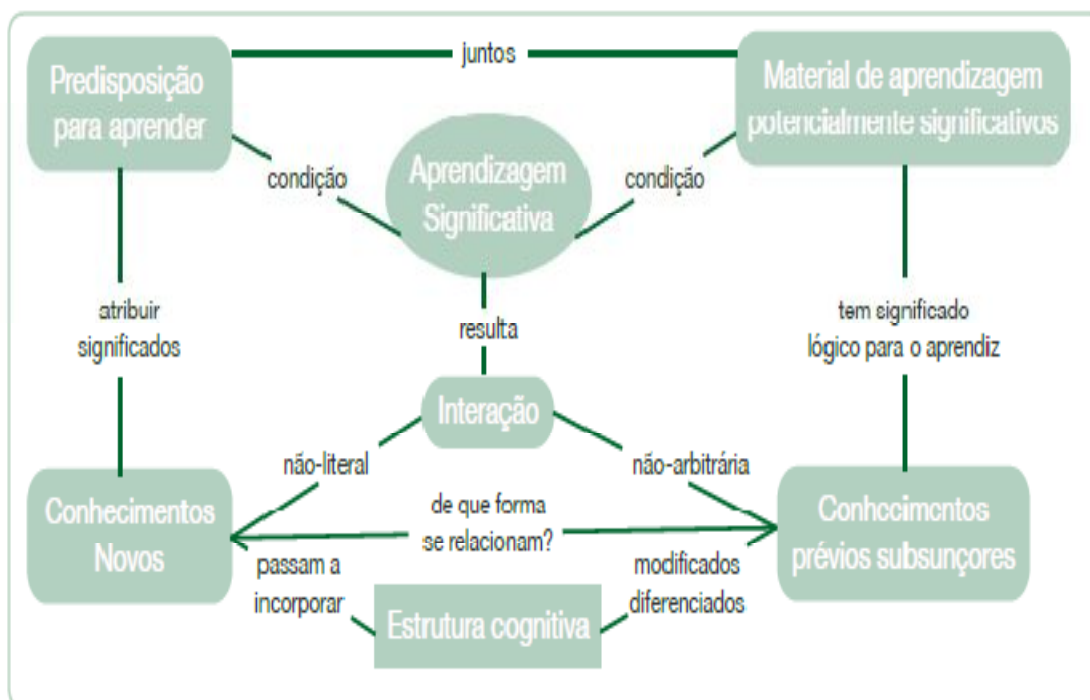 juntos
Predisposição
para aprender
Material de aprendizagem
potencialmente significativos
condição
Aprendizagem
Significativa
condição
atribuir
significados
resulta
tem significado
lógico para o aprendiz
Interação
não-literal
não-arbitrária
Conhecimentos
Novos
de que forma
se relacionam?
Conhecimentos
prévios subsunçores
passam a
incorporar
modificados
diferenciados
Estrutura cognitiva